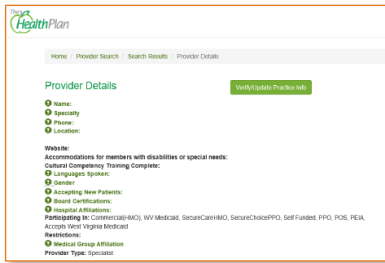 The
Health Plan
Home / Provider Search / Search Results / Provider Details
Provider Details
Verify/Update Practice Info
Name:
Specialty
Phone:
Location:
Website:
Accommodations for members with disabilities or special needs:
Cultural Competency Training Complete:
Languages Spoken:
Gender
Accepting New Patients:
Board Certifications:
Hospital Affiliations:
Participating In: Commercial(HMO), WV Medicaid, SecureCareHMO, SecureChoicePPO, Self Funded, PPO, POS, PEIA,
Accepts West Virginia Medicaid
Restrictions:
Medical Group Affiliation
Provider Type: Specialist